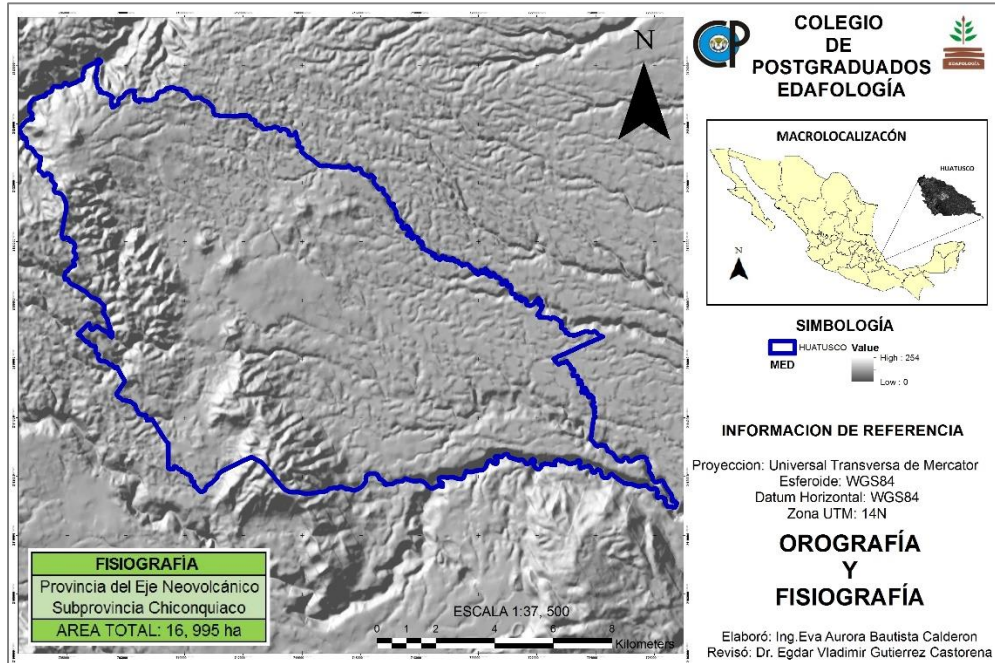 N
FISIOGRAFÌA
Provincia del Eje Neovolcánico
Subprovincia Chiconquiaco
AREA TOTAL: 16, 995 ha
ESCALA 1:37, 500
0 1 2 4 6 8
Kilometers
CP
COLEGIO
DE
POSTGRADUADOS
EDAFOLOGÍA
EDAFOLOGÍA
MACROLOCALIZACÓN
HUATUSCO
N
SIMBOLOGÍA
HUATUSCO
MED
Value
High : 254
Low : 0
INFORMACION DE REFERENCIA
Proyeccion: Universal Transversa de Mercator
Esferoide: WGS84
Datum Horizontal: WGS84
Zona UTM: 14N
OROGRAFÍA
Y
FISIOGRAFÍA
Elaboró: Ing.Eva Aurora Bautista Calderon
Revisó: Dr. Egdar Vladimir Gutierrez Castorena